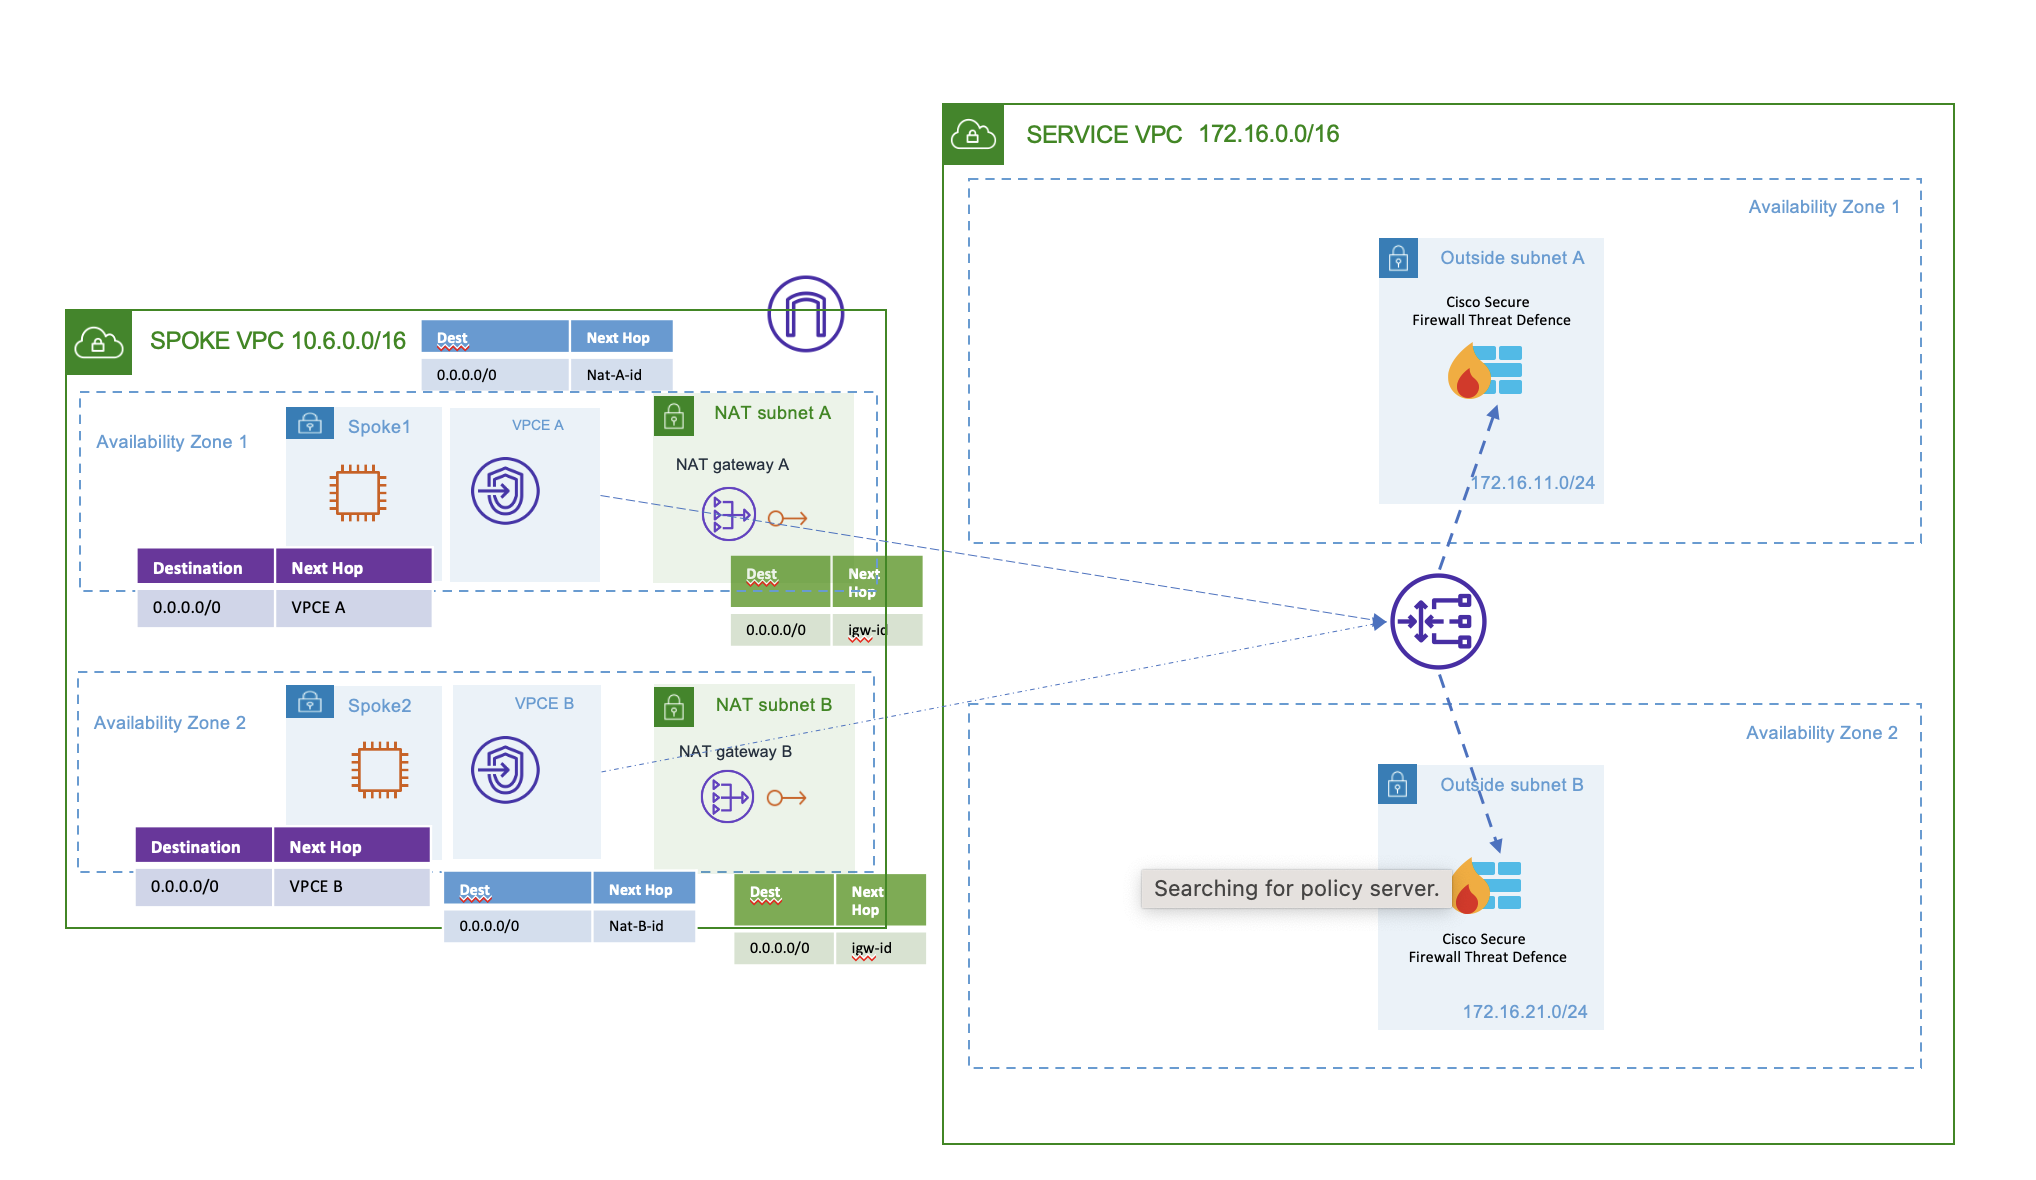 SERVICE VPC 172.16.0.0/16
Availability Zone 1
Outside subnet A
Cisco Secure
Firewall Threat Defence
172.16.11.0/24
SPOKE VPC 10.6.0.0/16
Dest Next Hop
0.0.0.0/0 Nat-A-id
Availability Zone 1
Spoke1
VPCE A
NAT subnet A
NAT gateway A
Destination Next Hop
0.0.0.0/0 VPCE A
Dest Next
Hop
0.0.0.0/0 igw-id
Availability Zone 2
Spoke2
VPCE B
NAT subnet B
NAT gateway B
Destination Next Hop
0.0.0.0/0 VPCE B
Dest Next Hop
0.0.0.0/0 Nat-B-id
Dest Next
Hop
0.0.0.0/0 igw-id
Availability Zone 2
Outside subnet B
Searching for policy server.
Cisco Secure
Firewall Threat Defence
172.16.21.0/24